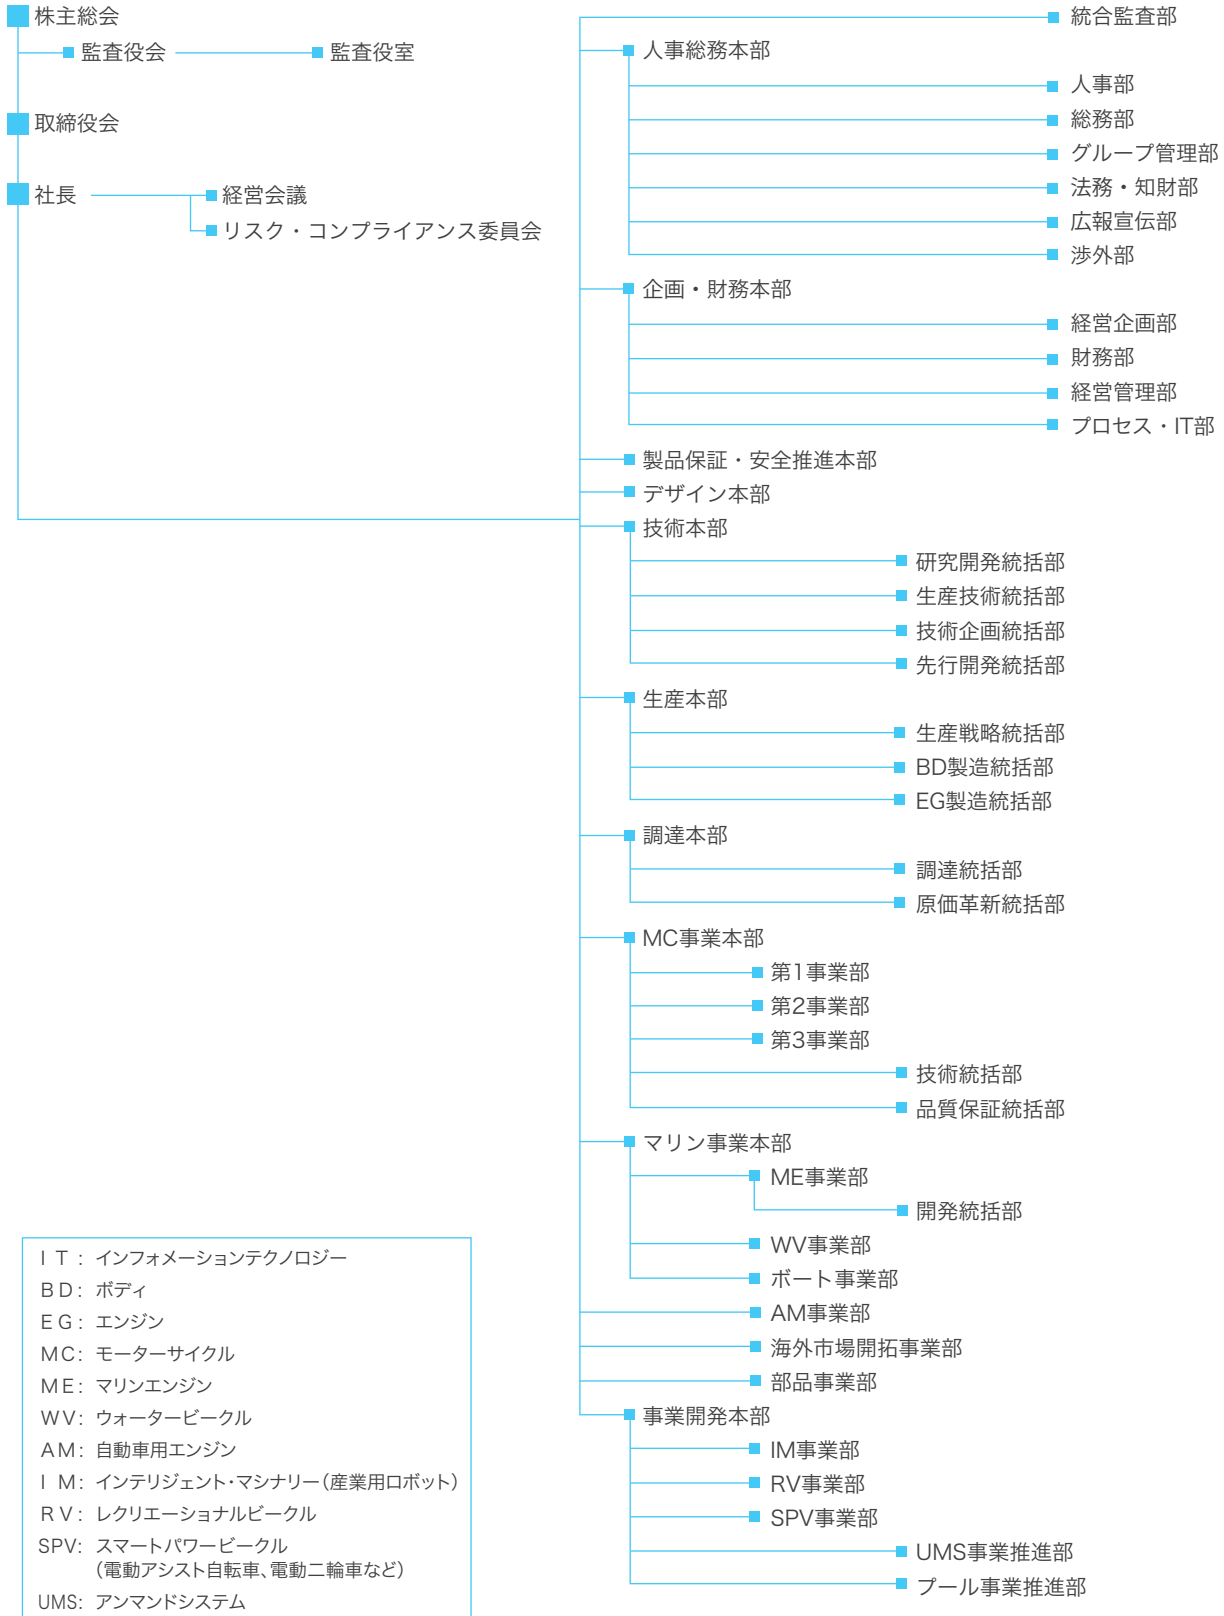 株主総会
監査役会
監査役室
取締役会
社長
経営会議
リスク・コンプライアンス委員会
統合監査部
人事総務本部
人事部
総務部
グループ管理部
法務・知財部
広報宣伝部
渉外部
企画・財務本部
経営企画部
財務部
経営管理部
プロセス・IT部
製品保証・安全推進本部
デザイン本部
技術本部
研究開発統括部
生産技術統括部
技術企画統括部
先行開発統括部
生産本部
生産戦略統括部
BD製造統括部
EG製造統括部
調達本部
調達統括部
原価革新統括部
MC事業本部
第1事業部
第2事業部
第3事業部
技術統括部
品質保証統括部
マリン事業本部
ME事業部
開発統括部
WV事業部
ボート事業部
AM事業部
海外市場開拓事業部
部品事業部
事業開発本部
IM事業部
RV事業部
SPV事業部
UMS事業推進部
プール事業推進部
IT: インフォメーションテクノロジー
BD: ボディ
EG: エンジン
MC: モーターサイクル
ME: マリンエンジン
WV: ウォータービークル
AM: 自動車用エンジン
IM: インテリジェント・マシナリー(産業用ロボット)
RV: レクリエーショナルビークル
SPV: スマートパワービークル
(電動アシスト自転車、電動二輪車など)
UMS: アンマンドシステム